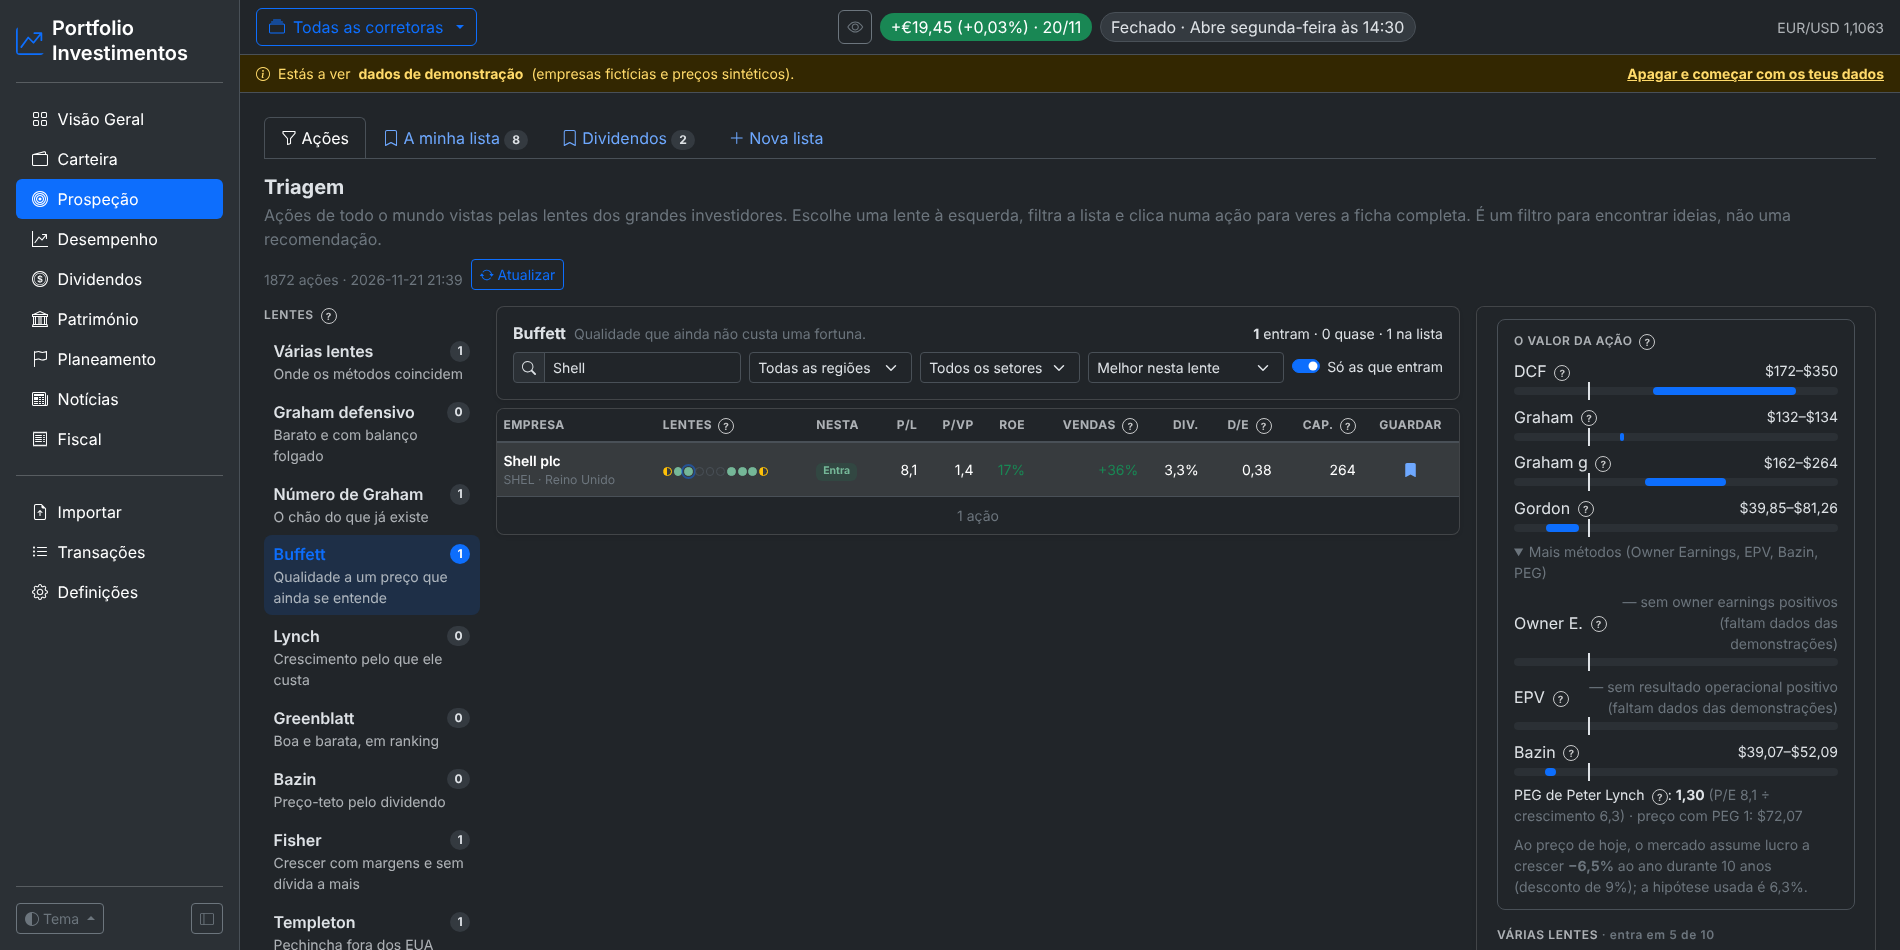 Portfolio
Investimentos
Visão Geral
Carteira
Prospeção
Desempenho
Dividendos
Património
Planeamento
Notícias
Fiscal
Importar
Transações
Definições
Tema
Todas as corretoras
+€19,45 (+0,03%) · 20/11
Fechado · Abre segunda-feira às 14:30
EUR/USD 1,1063
Estás a ver dados de demonstração (empresas fictícias e preços sintéticos).
Apagar e começar com os teus dados
Ações
A minha lista 8
Dividendos 2
+ Nova lista
Triagem
Ações de todo o mundo vistas pelas lentes dos grandes investidores. Escolhe uma lente à esquerda, filtra a lista e clica numa ação para veres a ficha completa. É um filtro para encontrar ideias, não uma
recomendação.
1872 ações · 2026-11-21 21:39
Atualizar
LENTES ?
Várias lentes 1
Onde os métodos coincidem
Graham defensivo 0
Barato e com balanço
folgado
Número de Graham 1
O chão do que já existe
Buffett 1
Qualidade a um preço que
ainda se entende
Lynch 0
Crescimento pelo que ele
custa
Greenblatt 0
Boa e barata, em ranking
Bazin 0
Preço-teto pelo dividendo
Fisher 1
Crescer com margens e sem
dívida a mais
Templeton 1
Pechincha fora dos EUA
Buffett Qualidade que ainda não custa uma fortuna.
1 entram · 0 quase · 1 na lista
Shell
Todas as regiões
Todos os setores
Melhor nesta lente
Só as que entram
EMPRESA LENTES ? NESTA P/L P/VP ROE VENDAS ? DIV. D/E ? CAP. ? GUARDAR
Shell plc
SHEL · Reino Unido
Entra 8,1 1,4 17% +36% 3,3% 0,38 264
1 ação
O VALOR DA AÇÃO ?
DCF ? $172–$350
Graham ? $132–$134
Graham g ? $162–$264
Gordon ? $39,85–$81,26
▼ Mais métodos (Owner Earnings, EPV, Bazin,
PEG)
Owner E. ?
— sem owner earnings positivos
(faltam dados das
demonstrações)
EPV ?
— sem resultado operacional positivo
(faltam dados das demonstrações)
Bazin ? $39,07–$52,09
PEG de Peter Lynch ?: 1,30 (P/E 8,1 ÷
crescimento 6,3) · preço com PEG 1: $72,07
Ao preço de hoje, o mercado assume lucro a
crescer −6,5% ao ano durante 10 anos
(desconto de 9%); a hipótese usada é 6,3%.
VÁRIAS LENTES · entra em 5 de 10